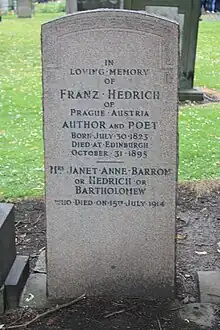 IN
LOVING·MEMORY
OF
FRANZ·HEDRICH
OF
PRAGUE·AUSTRIA
AUTHOR AND POET
BORN JULY·30·1823
DIED AT EDINBURGH
OCTOBER·31·1895
MRS JANET ANNE·BARRON
OR HEDRICH OR
BARTHOLOMEW
WHO DIED ON 15TH JULY 1914